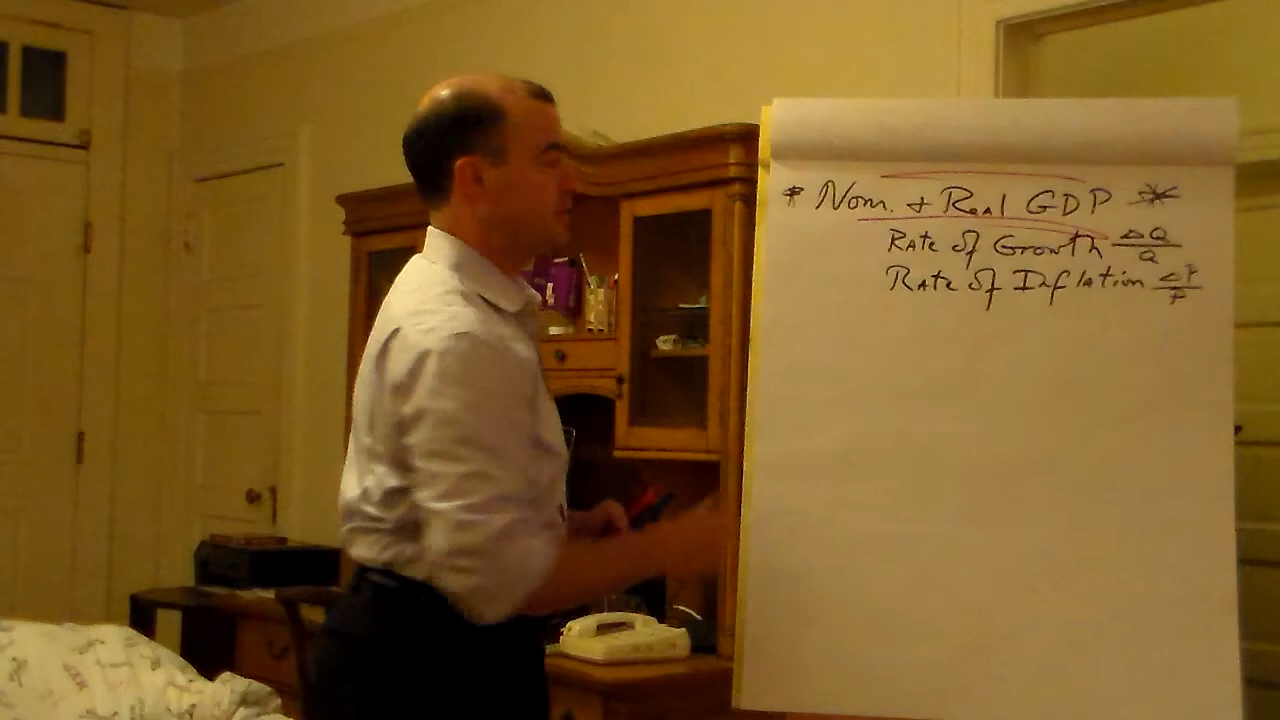 * Nom. + Real GDP *
Rate of Growth ΔQ/Q
Rate of Inflation ΔP/P